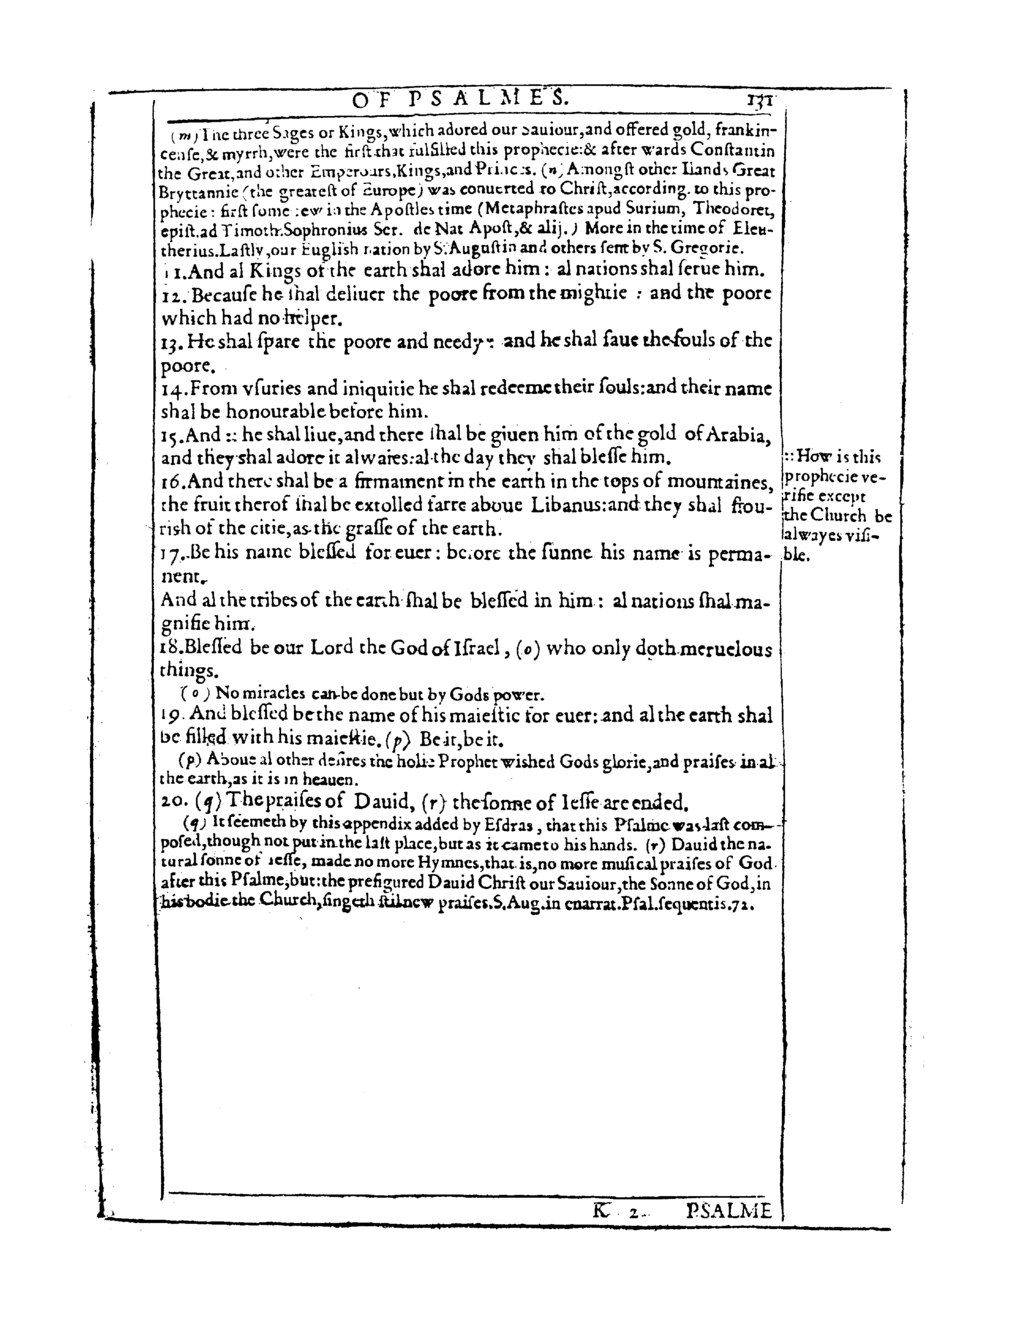 OF PSALMES. 131
(m) The three Sages or Kings, which adored our Sauiour, and offered gold, frankin-
cenſe, & myrrh, were the firſt that fulfilled this prophecie: & after wards Conſtantin
the Great, and other Emperours, Kings, and Princes. (n) Amongſt other Ilands Great
Bryttannie (the greateſt of Europe) was conuerted to Chriſt, according to this pro-
phecie: firſt ſome few in the Apoſtles time (Metaphraſtes apud Surium, Theodoret,
epiſt. ad Timoth. Sophronius Ser. de Nat Apoſt, & alij.) More in the time of Eleu-
therius. Laſtly, our Engliſh nation by S. Auguſtin and others ſent by S. Gregorie.
11. And al Kings of the earth shal adore him: al nations shal ſerue him.
12. Becauſe he ſhal deliuer the poore from the mightie: and the poore
which had no helper.
13. He shal ſpare the poore and needy: and he shal ſaue the ſouls of the
poore.
14. From vſuries and iniquitie he shal redeeme their ſouls: and their name
shal be honourable before him.
15. And :: he shal liue, and there ſhal be giuen him of the gold of Arabia,
and they shal adore it alwaies: al the day they shal bleſſe him.
::How is this
prophecie ve-
rifie except
the Church be
alwayes viſi-
ble.
16. And there shal be a firmament in the earth in the tops of mountaines,
the fruit therof ſhal be extolled farre aboue Libanus: and they shal flou-
rish of the citie, as the graſſe of the earth.
17. Be his name bleſſed for euer: before the ſunne his name is perma-
nent.
And al the tribes of the earth ſhal be bleſſed in him: al nations ſhal ma-
gnifie him.
18. Bleſſed be our Lord the God of Iſrael, (o) who only doth meruelous
things.
(o) No miracles can be done but by Gods power.
19. And bleſſed be the name of his maieſtie for euer: and al the earth shal
be filled with his maieſtie. (p) Be it, be it.
(p) Aboue al other deſires the holie Prophet wished Gods glorie, and praiſes in al
the earth, as it is in heauen.
20. (q) The praiſes of Dauid, (r) the ſonne of Ieſſe are ended.
(q) It ſeemeth by this appendix added by Eſdras, that this Pſalme was laſt com-
poſed, though not put in the laſt place, but as it came to his hands. (r) Dauid the na-
tural ſonne of Ieſſe, made no more Hymnes, that is, no more muſical praiſes of God
after this Pſalme, but: the prefigured Dauid Chriſt our Sauiour, the Sonne of God, in
his bodie the Church, ſingeth ſtil new praiſes. S. Aug. in enarrat. Pſal. ſequentis. 72.
K 2 PSALME